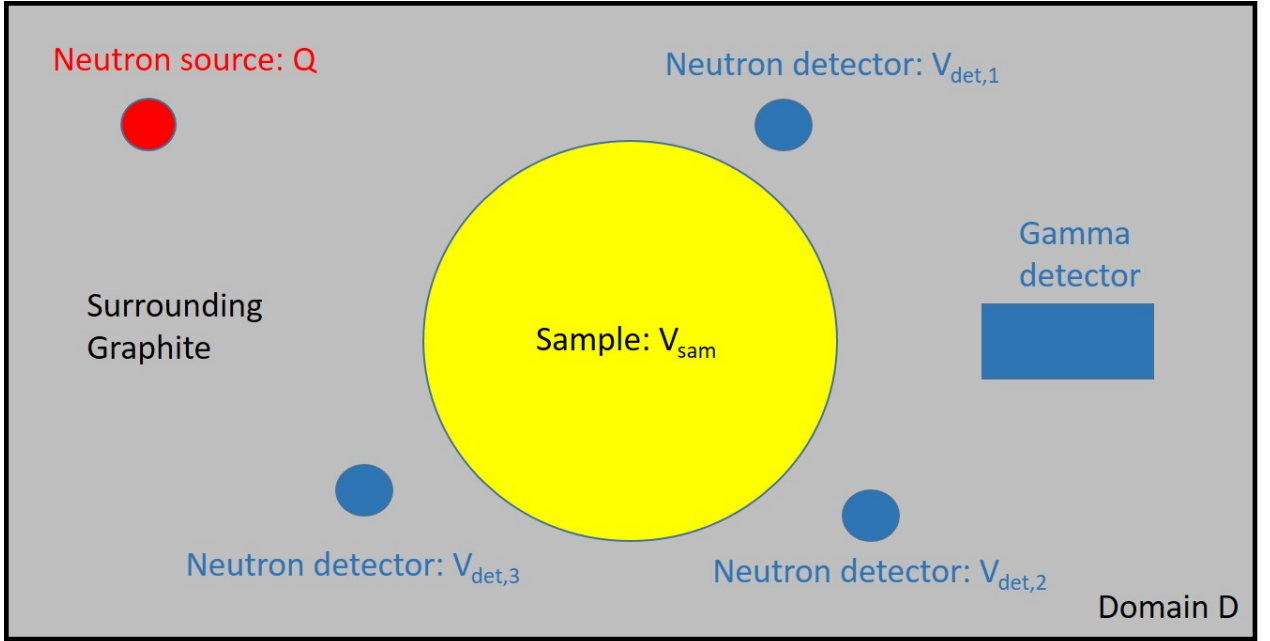 Neutron source: Q
Neutron detector: Vdet,1
Gamma
detector
Surrounding
Graphite
Sample: Vsam
Neutron detector: Vdet,3
Neutron detector: Vdet,2
Domain D